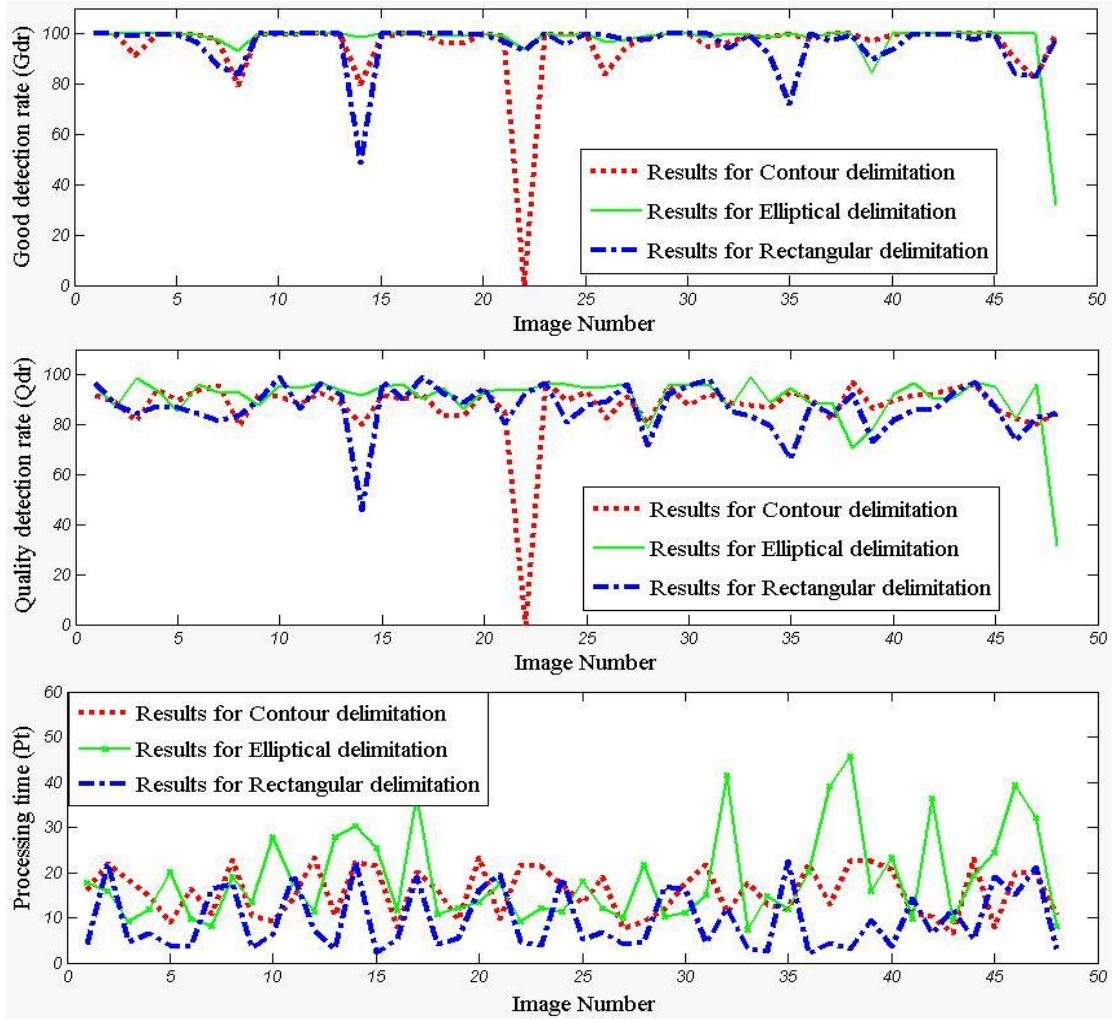 Good detection rate (Gdr)
100
80
60
40
20
0
Results for Contour delimitation
Results for Elliptical delimitation
Results for Rectangular delimitation
0 5 10 15 20 25 30 35 40 45 50
Image Number
Quality detection rate (Qdr)
100
80
60
40
20
0
Results for Contour delimitation
Results for Elliptical delimitation
Results for Rectangular delimitation
0 5 10 15 20 25 30 35 40 45 50
Image Number
Processing time (Pt)
60
50
40
30
20
10
0
Results for Contour delimitation
Results for Elliptical delimitation
Results for Rectangular delimitation
0 5 10 15 20 25 30 35 40 45 50
Image Number